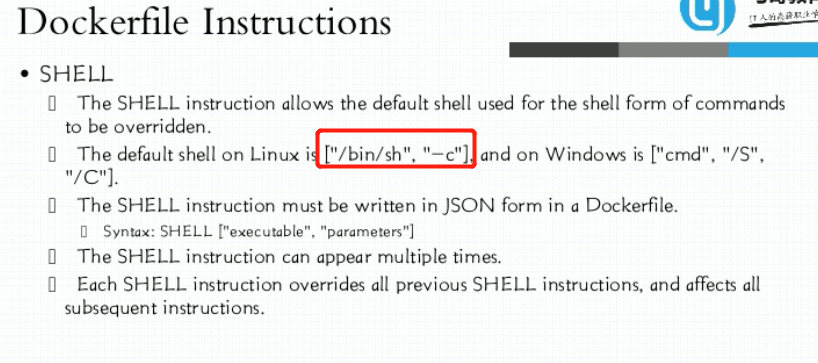 Dockerfile Instructions
• SHELL
The SHELL instruction allows the default shell used for the shell form of commands
to be overridden.
The default shell on Linux is ["/bin/sh", "-c"], and on Windows is ["cmd", "/S",
"/C"].
The SHELL instruction must be written in JSON form in a Dockerfile.
Syntax: SHELL ["executable", "parameters"]
The SHELL instruction can appear multiple times.
Each SHELL instruction overrides all previous SHELL instructions, and affects all
subsequent instructions.